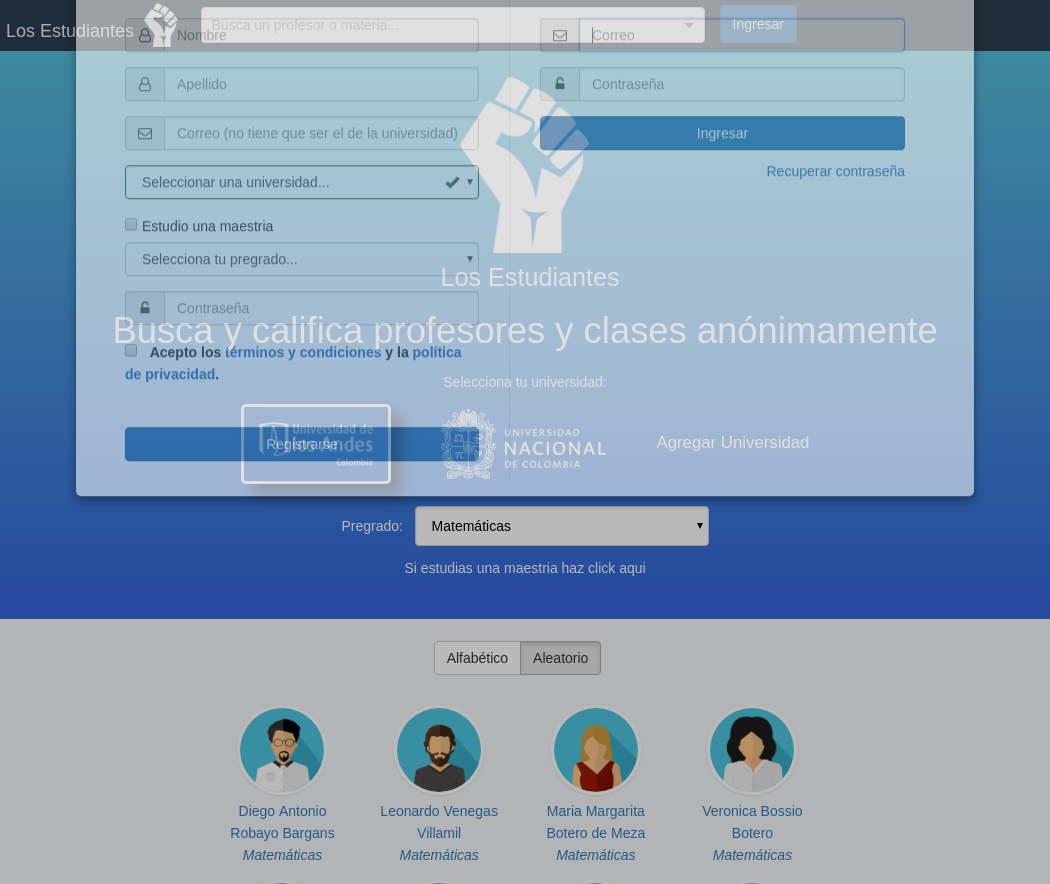 Los Estudiantes
Busca un profesor o materia...
Ingresar
Nombre
Correo
Apellido
Contraseña
Correo (no tiene que ser el de la universidad)
Ingresar
Seleccionar una universidad...
Recuperar contraseña
Estudio una maestria
Selecciona tu pregrado...
Los Estudiantes
Contraseña
Busca y califica profesores y clases anónimamente
Acepto los términos y condiciones y la política
de privacidad.
Selecciona tu universidad:
Registrarse
Universidad de
los Andes
Colombia
UNIVERSIDAD
NACIONAL
DE COLOMBIA
Agregar Universidad
Pregrado:
Matemáticas
Si estudias una maestria haz click aqui
Alfabético
Aleatorio
Diego Antonio
Robayo Bargans
Matemáticas
Leonardo Venegas
Villamil
Matemáticas
Maria Margarita
Botero de Meza
Matemáticas
Veronica Bossio
Botero
Matemáticas